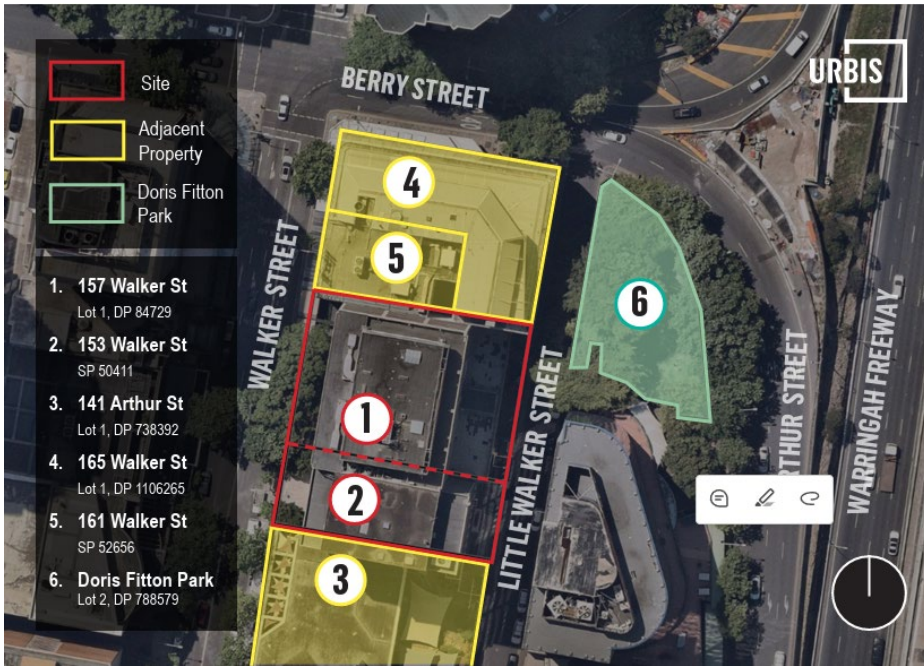 Site
Adjacent
Property
Doris Fitton
Park
1. 157 Walker St
Lot 1, DP 84729
2. 153 Walker St
SP 50411
3. 141 Arthur St
Lot 1, DP 738392
4. 165 Walker St
Lot 1, DP 1106265
5. 161 Walker St
SP 52656
6. Doris Fitton Park
Lot 2, DP 788579
BERRY STREET
URBIS
WALKER STREET
LITTLE WALKER STREET
RTHUR STREET
WARRINGAH FREEWAY
4
5
6
1
2
3